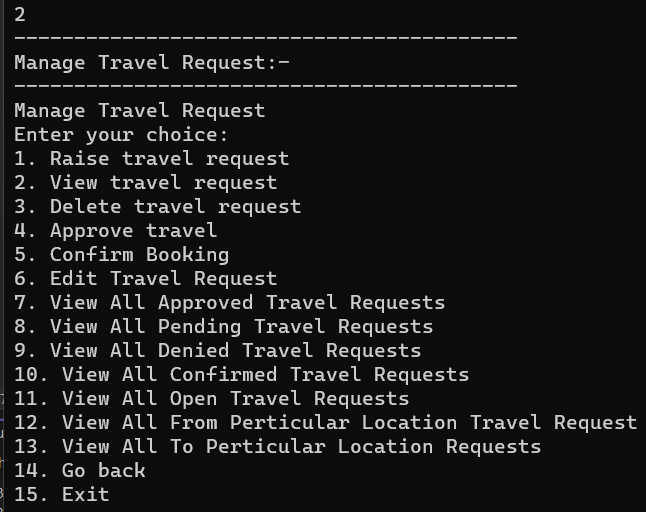 2
------------------------------------------
Manage Travel Request:-
------------------------------------------
Manage Travel Request
Enter your choice:
1. Raise travel request
2. View travel request
3. Delete travel request
4. Approve travel
5. Confirm Booking
6. Edit Travel Request
7. View All Approved Travel Requests
8. View All Pending Travel Requests
9. View All Denied Travel Requests
10. View All Confirmed Travel Requests
11. View All Open Travel Requests
12. View All From Perticular Location Travel Request
13. View All To Perticular Location Requests
14. Go back
15. Exit